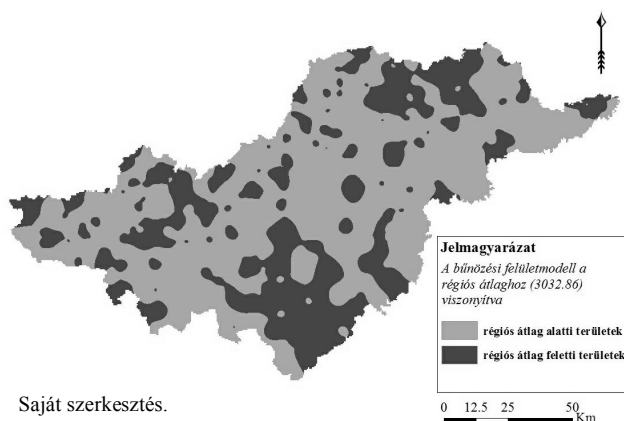 Jelmagyarázat
A bűnözési felületmodell a
régiós átlaghoz (3032.86)
viszonyítva
régiós átlag alatti területek
régiós átlag feletti területek
Saját szerkesztés.
0 12.5 25 50
Km